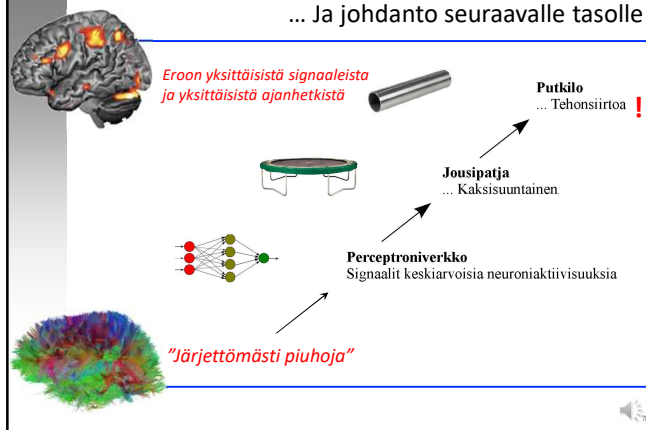 … Ja johdanto seuraavalle tasolle
Eroon yksittäisistä signaaleista
ja yksittäisistä ajanhetkistä
Putkilo
… Tehonsiirtoa !
Jousipatja
… Kaksisuuntainen
Perceptroniverkko
Signaalit keskiarvoisia neuroniaktiivisuuksia
”Järjettömästi piuhoja”